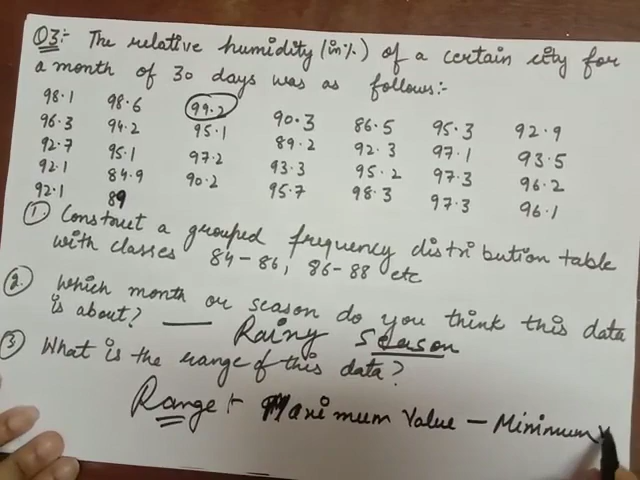 Q3:- The relative humidity (in %) of a certain city for
a month of 30 days was as follows:-
98.1 98.6 99.2 90.3 86.5 95.3 92.9
96.3 94.2 95.1 89.2 92.3 97.1 93.5
92.7 95.1 97.2 93.3 95.2 97.3 96.2
92.1 84.9 90.2 95.7 98.3 97.3 96.1
92.1 89
① Construct a grouped frequency distribution table
with classes 84-86, 86-88 etc
②. Which month or season do you think this data
is about? — Rainy Season
③ What is the range of this data?
Range:- Maximum Value - Minimum